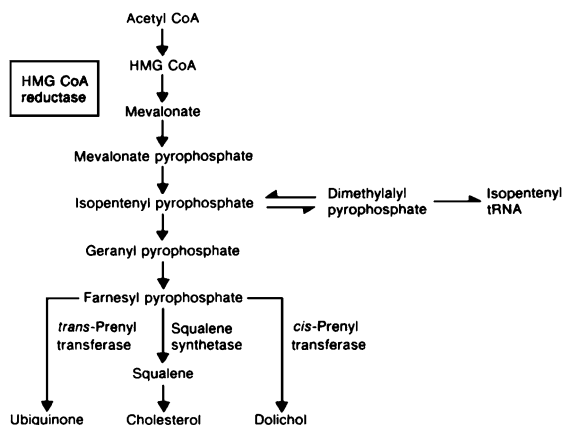 Acetyl CoA
HMG CoA
HMG CoA
reductase
Mevalonate
Mevalonate pyrophosphate
Isopentenyl pyrophosphate
Dimethylalyl
pyrophosphate
Isopentenyl
tRNA
Geranyl pyrophosphate
Farnesyl pyrophosphate
trans-Prenyl
transferase
Squalene
synthetase
cis-Prenyl
transferase
Squalene
Ubiquinone
Cholesterol
Dolichol